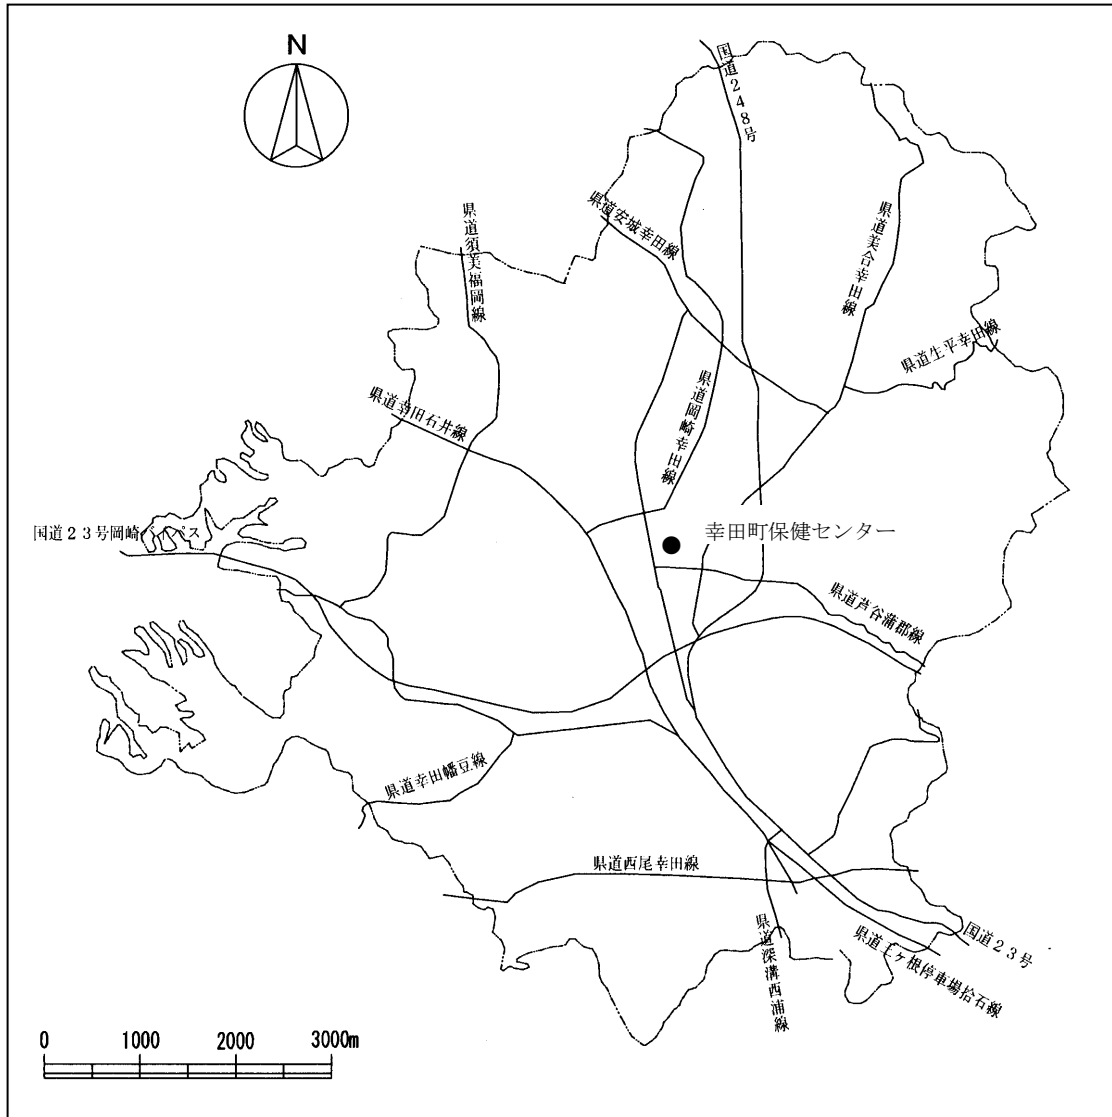 N
国道248号
県道安城幸田線
県道須美福岡線
県道美合幸田線
県道生平幸田線
県道岡崎幸田線
県道幸田石井線
国道23号岡崎バイパス
幸田町保健センター
県道芦谷蒲郡線
県道幸田幡豆線
県道西尾幸田線
国道23号
県道三ヶ根停車場拾石線
県道深溝西浦線
0 1000 2000 3000m